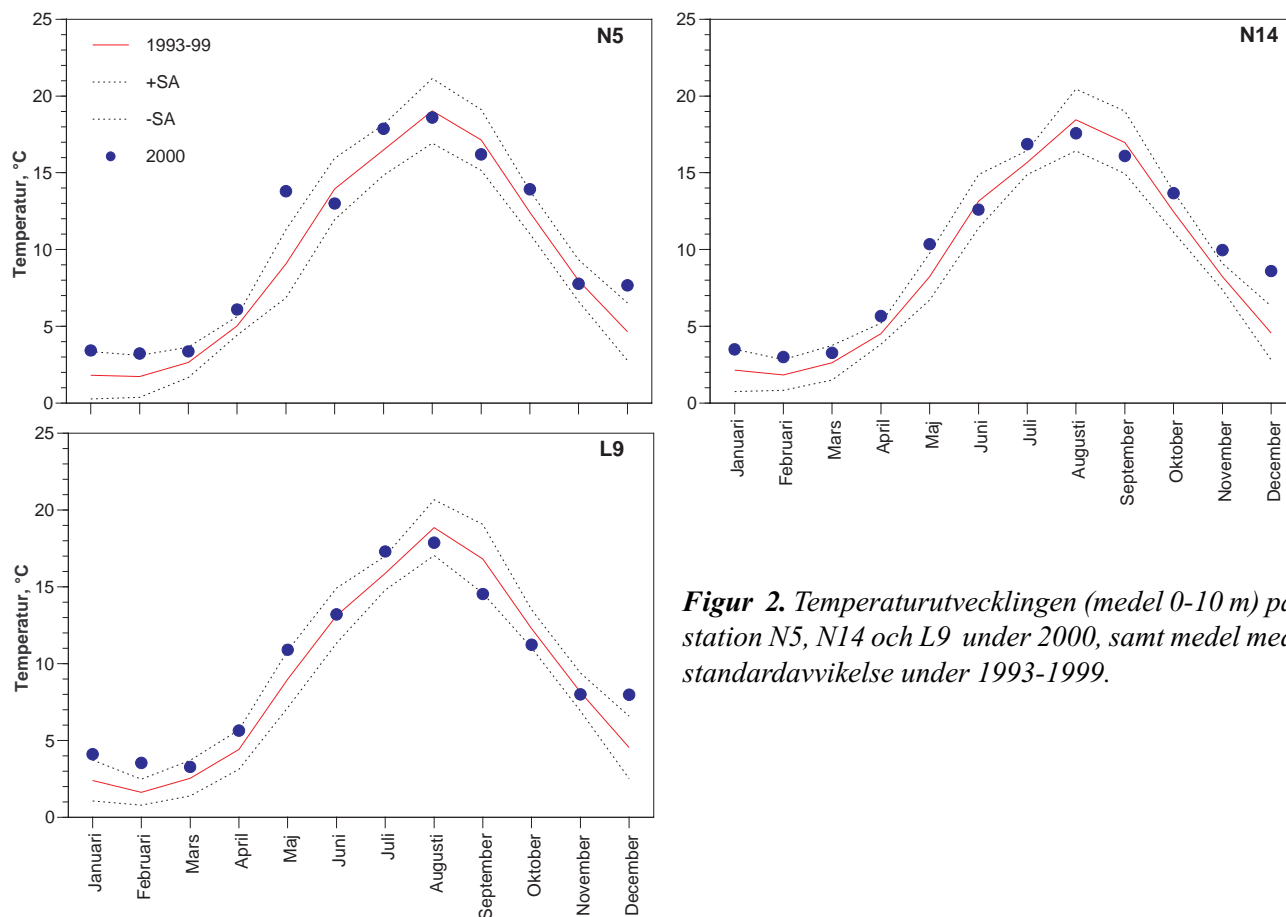 25
20
15
10
5
0
Temperatur, °C
N5
1993-99
+SA
-SA
2000
25
20
15
10
5
0
N14
Januari
Februari
Mars
April
Maj
Juni
Juli
Augusti
September
Oktober
November
December
25
20
15
10
5
0
Temperatur, °C
L9
Januari
Februari
Mars
April
Maj
Juni
Juli
Augusti
September
Oktober
November
December
Figur 2. Temperaturutvecklingen (medel 0-10 m) på
station N5, N14 och L9 under 2000, samt medel med
standardavvikelse under 1993-1999.